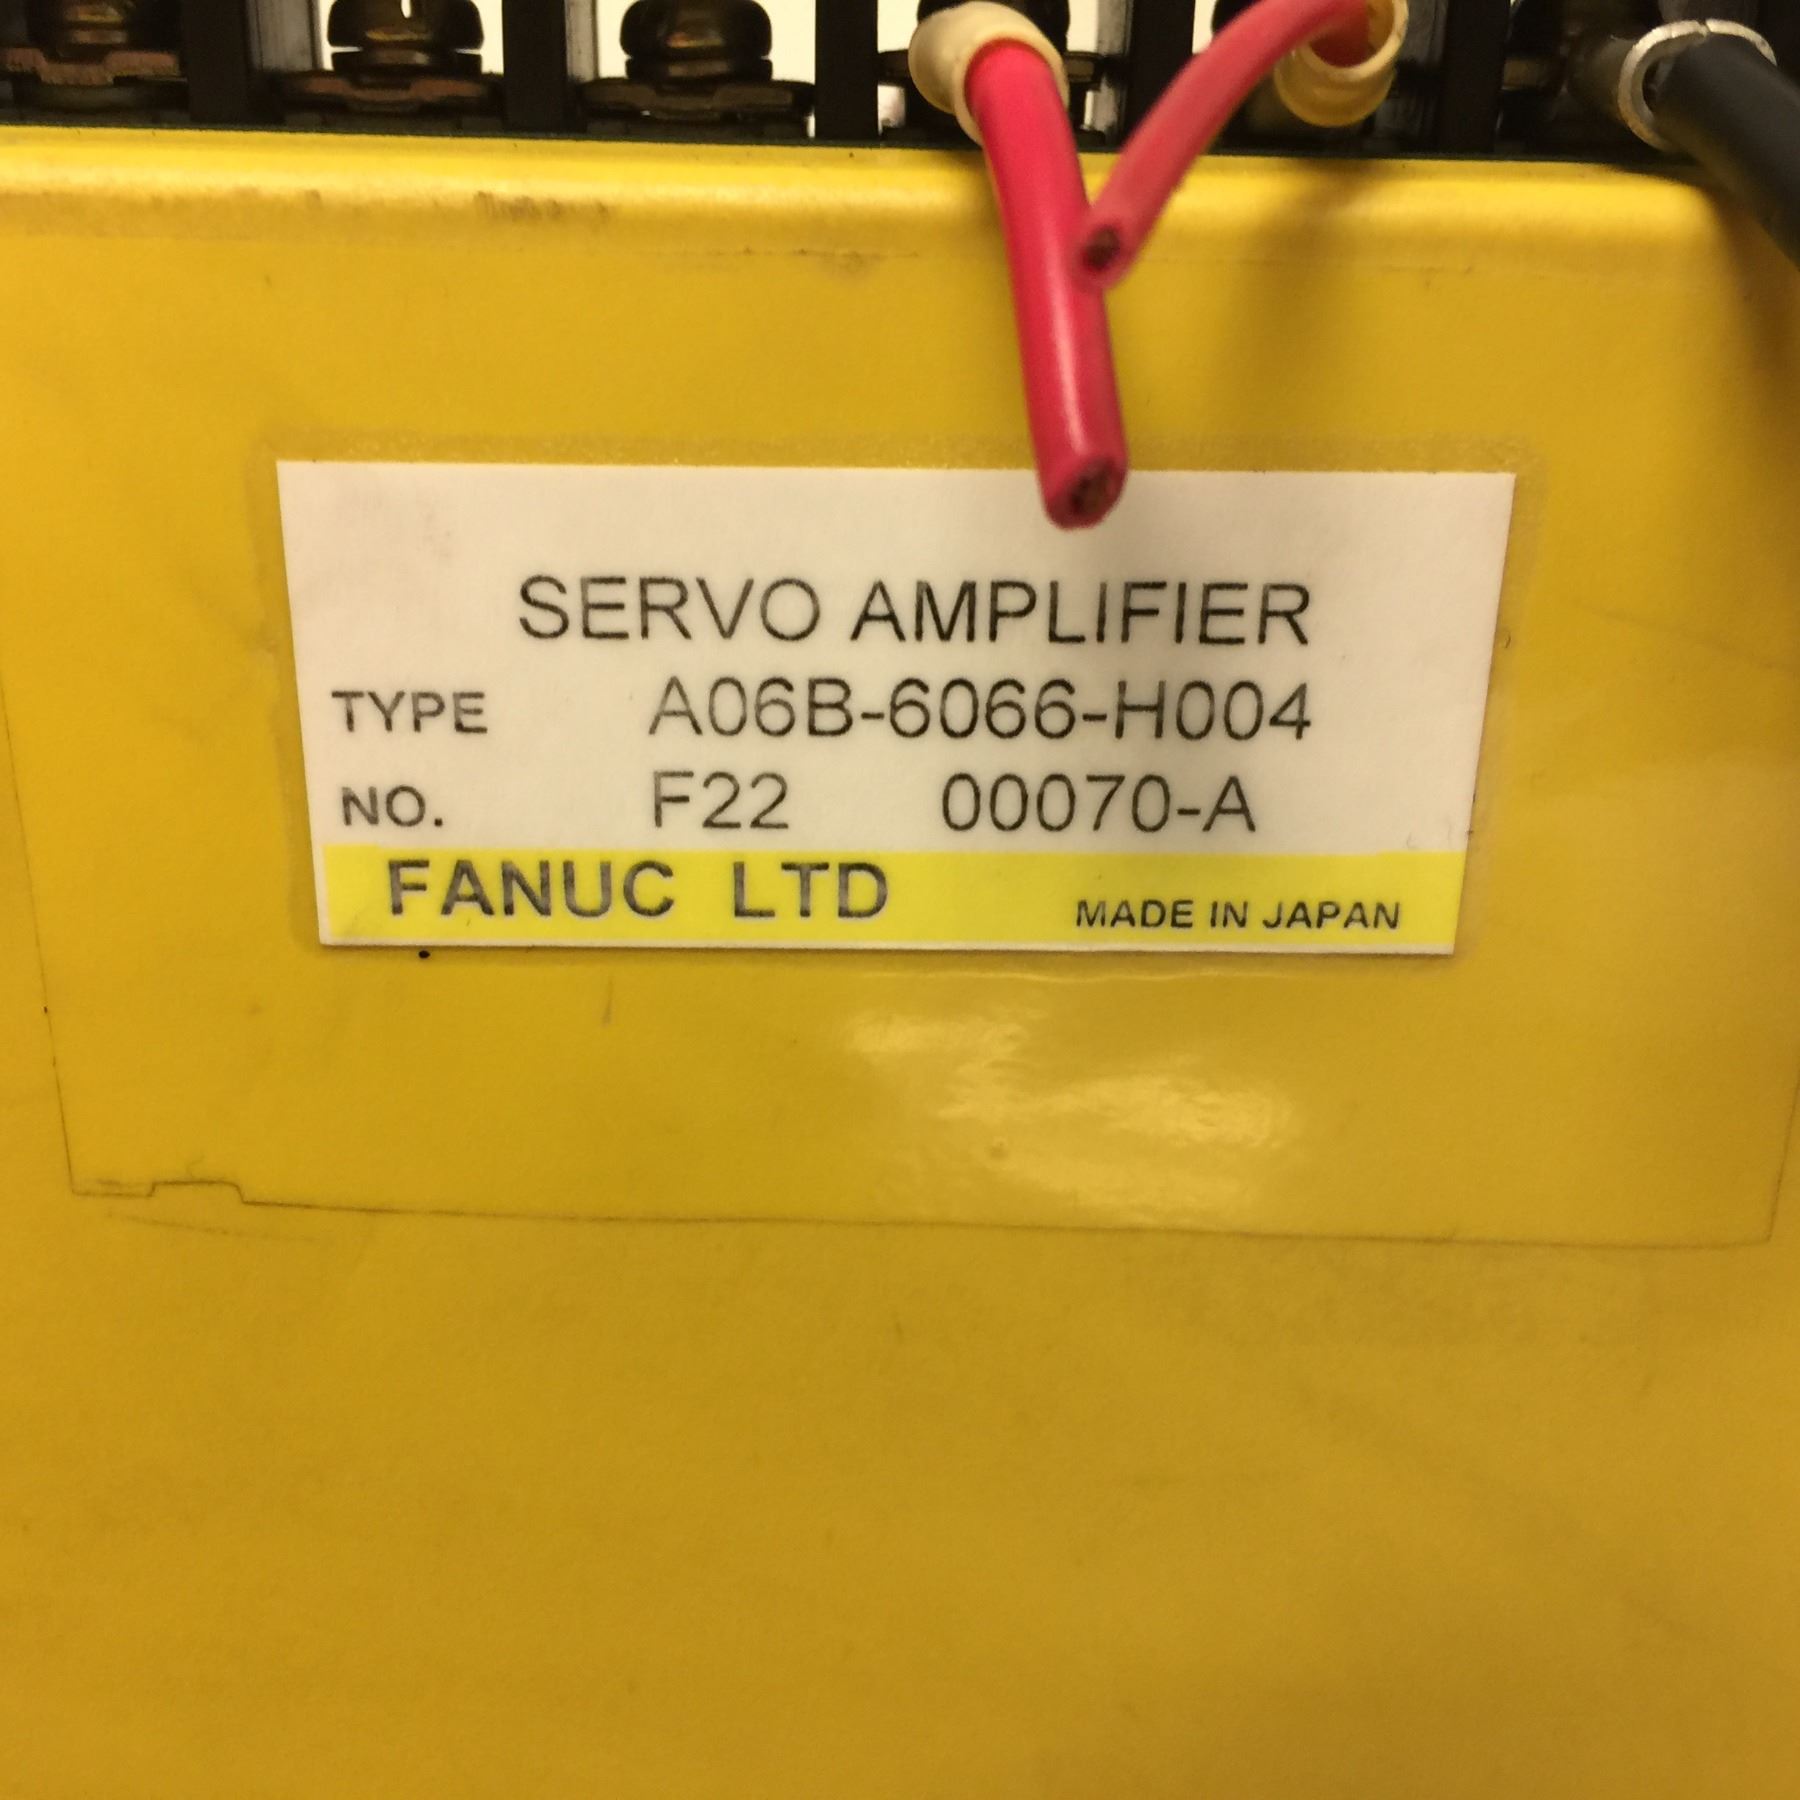 SERVO AMPLIFIER
TYPE A06B-6066-H004
NO. F22 00070-A
FANUC LTD MADE IN JAPAN